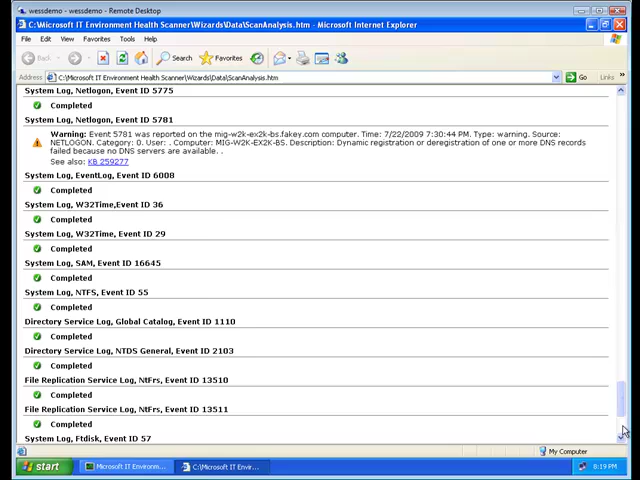 wessdemo - wessdemo - Remote Desktop
C:\Microsoft IT Environment Health Scanner\Wizards\Data\ScanAnalysis.htm - Microsoft Internet Explorer
File Edit View Favorites Tools Help
Back Search Favorites
Address C:\Microsoft IT Environment Health Scanner\Wizards\Data\ScanAnalysis.htm Go Links »
System Log, Netlogon, Event ID 5775
Completed
System Log, Netlogon, Event ID 5781
Warning: Event 5781 was reported on the mig-w2k-ex2k-bs.fakey.com computer. Time: 7/22/2009 7:30:44 PM. Type: warning. Source:
NETLOGON. Category: 0. User: . Computer: MIG-W2K-EX2K-BS. Description: Dynamic registration or deregistration of one or more DNS records
failed because no DNS servers are available. .
See also: KB 259277
System Log, EventLog, Event ID 6008
Completed
System Log, W32Time,Event ID 36
Completed
System Log, W32Time, Event ID 29
Completed
System Log, SAM, Event ID 16645
Completed
System Log, NTFS, Event ID 55
Completed
Directory Service Log, Global Catalog, Event ID 1110
Completed
Directory Service Log, NTDS General, Event ID 2103
Completed
File Replication Service Log, NtFrs, Event ID 13510
Completed
File Replication Service Log, NtFrs, Event ID 13511
Completed
System Log, Ftdisk, Event ID 57
My Computer
start Microsoft IT Environm... C:\Microsoft IT Envir... 8:19 PM